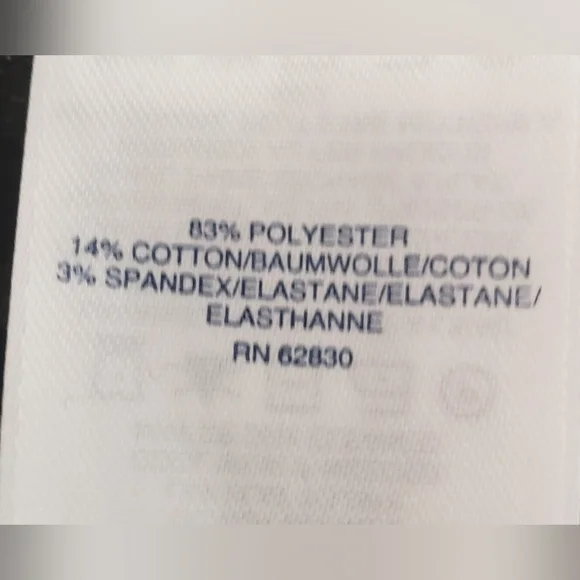 83% POLYESTER
14% COTTON/BAUMWOLLE/COTON
3% SPANDEX/ELASTANE/ELASTANE/
ELASTHANNE
RN 62830